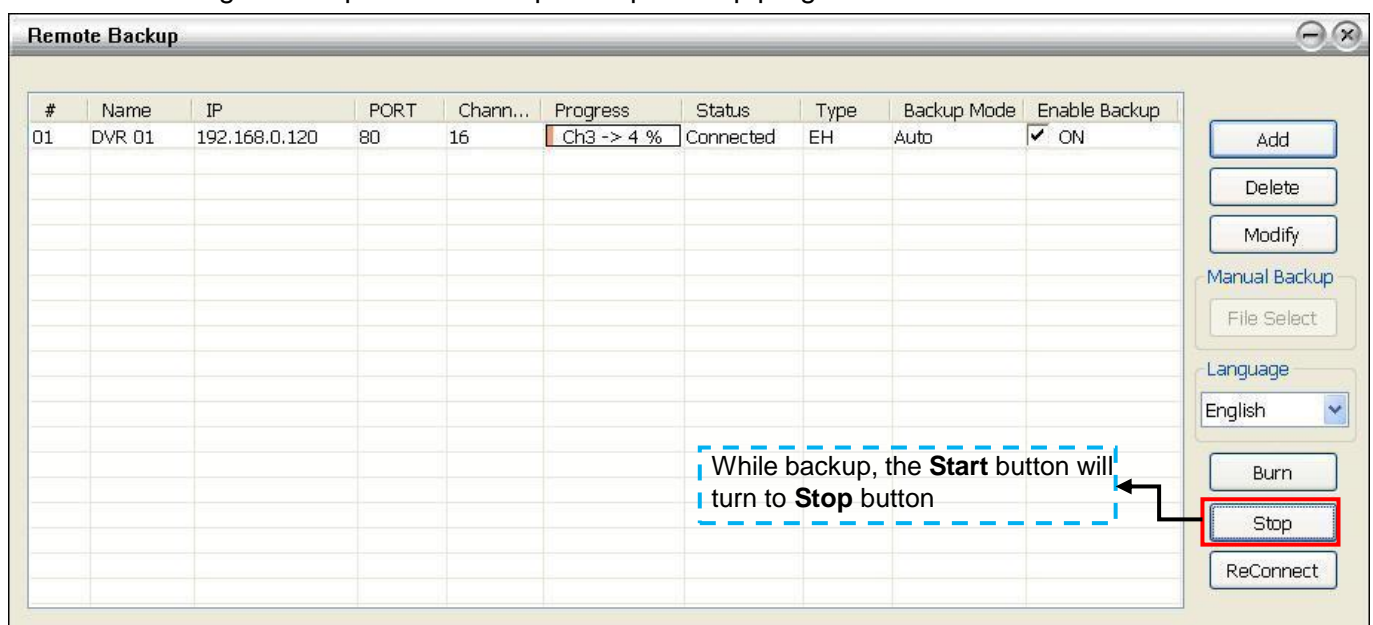 Remote Backup
# Name IP PORT Chann... Progress Status Type Backup Mode Enable Backup
01 DVR 01 192.168.0.120 80 16 Ch3 -> 4 % Connected EH Auto ON
Add
Delete
Modify
Manual Backup
File Select
Language
English
While backup, the Start button will
turn to Stop button
Burn
Stop
ReConnect